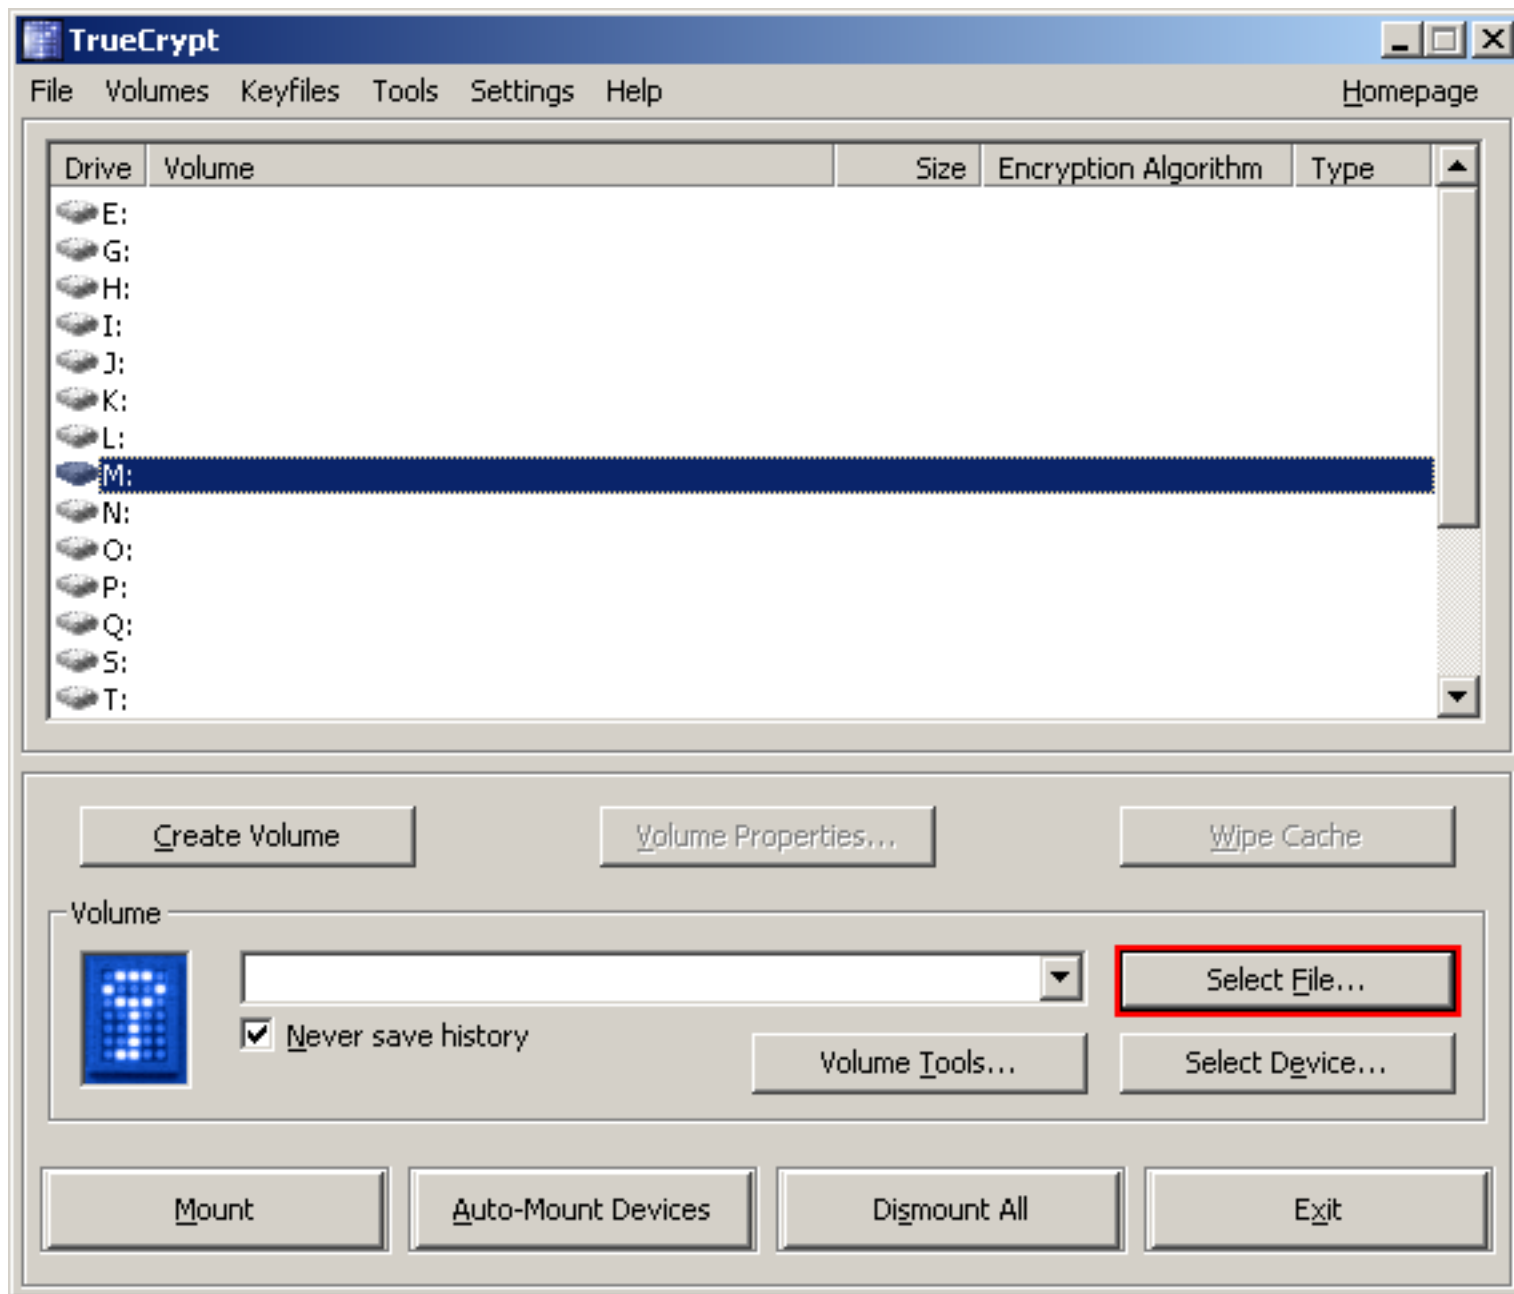 TrueCrypt
File Volumes Keyfiles Tools Settings Help Homepage
Drive Volume Size Encryption Algorithm Type
E:
G:
H:
I:
J:
K:
L:
M:
N:
O:
P:
Q:
S:
T:
Create Volume Volume Properties... Wipe Cache
Volume
Select File...
Never save history
Volume Tools... Select Device...
Mount Auto-Mount Devices Dismount All Exit